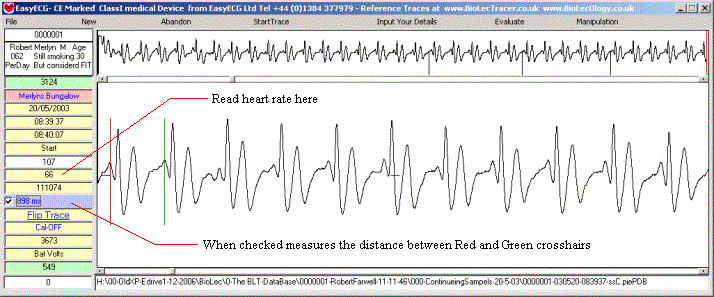 EasyECG- CE Marked Class1 medical Device from EasyECG Ltd Tel +44 (0)1384 377979 - Reference Traces at www.BioLecTracer.co.uk www.BioLecOlogy.co.uk
File New Abandon StartTrace Input Your Details Evaluate Manipulation
0000001
Robert Merlyn M Age
062 Still smoking 30
PerDay But considerd FIT
3124
Merlyns Bungalow
20/05/2003
08:39:37
08:40:07
Start
107
66
111074
898 ms
Flip Trace
Cal-OFF
3673
Bat Volts
549
0
Read heart rate here
When checked measures the distance between Red and Green crosshairs
H:\00-OldXP-Edrive1-12-2006\BioLec\0-The BLT-DataBase\0000001-RobertFarwell-11-11-46\000-ContinueingSampels-20-5-03\0000001-030520-083937-ssC.piePDB